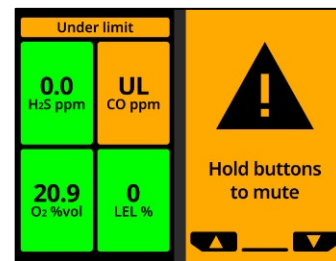 Under limit
0.0
H₂S ppm
UL
CO ppm
20.9
O₂ %vol
0
LEL %
!
Hold buttons
to mute